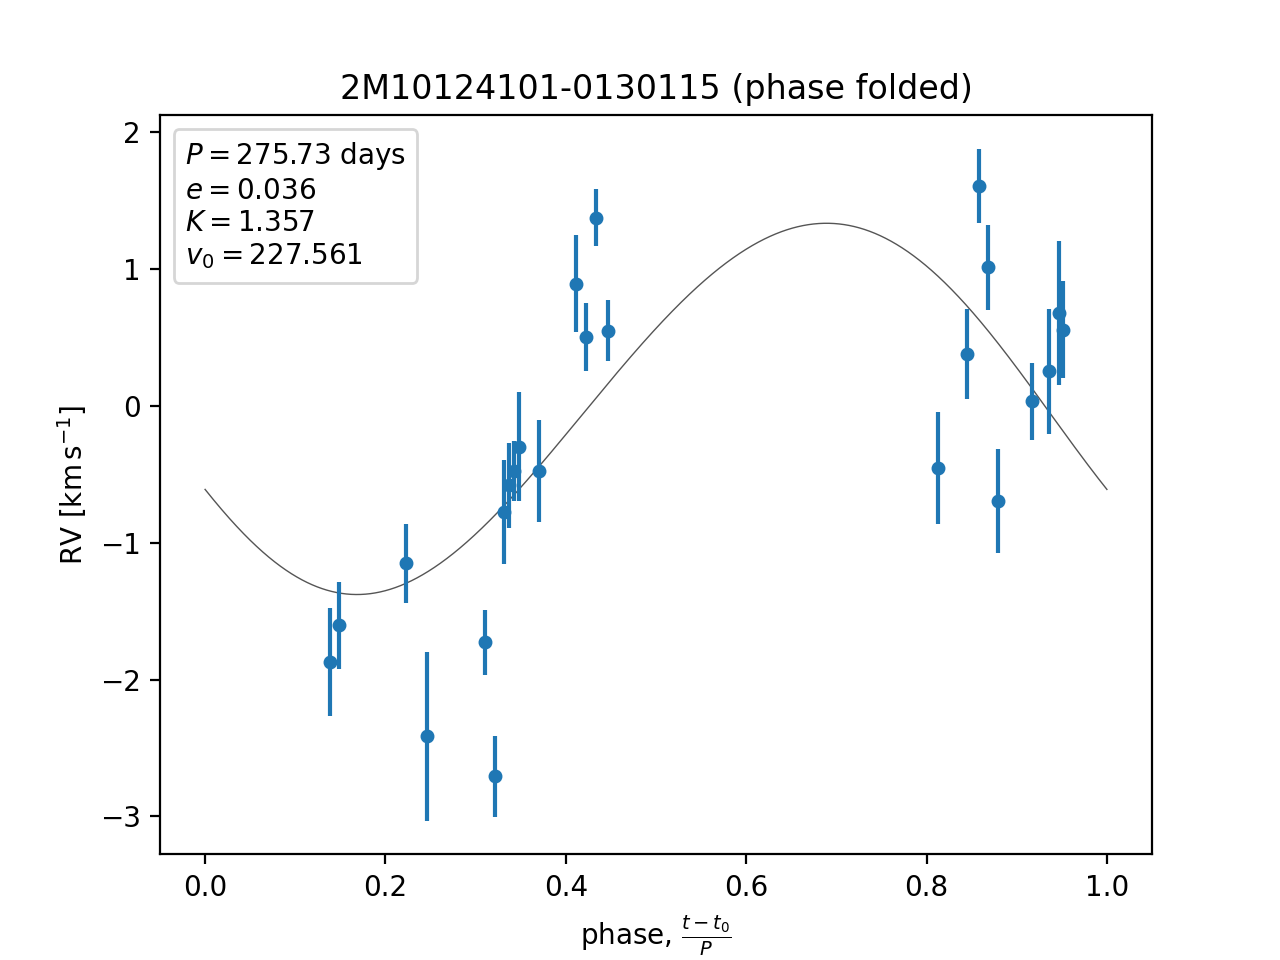 2M10124101-0130115 (phase folded)
P = 275.73 days
e = 0.036
K = 1.357
v₀ = 227.561
2
1
0
−1
−2
−3
RV [km s⁻¹]
0.0 0.2 0.4 0.6 0.8 1.0
phase, (t − t₀)/P